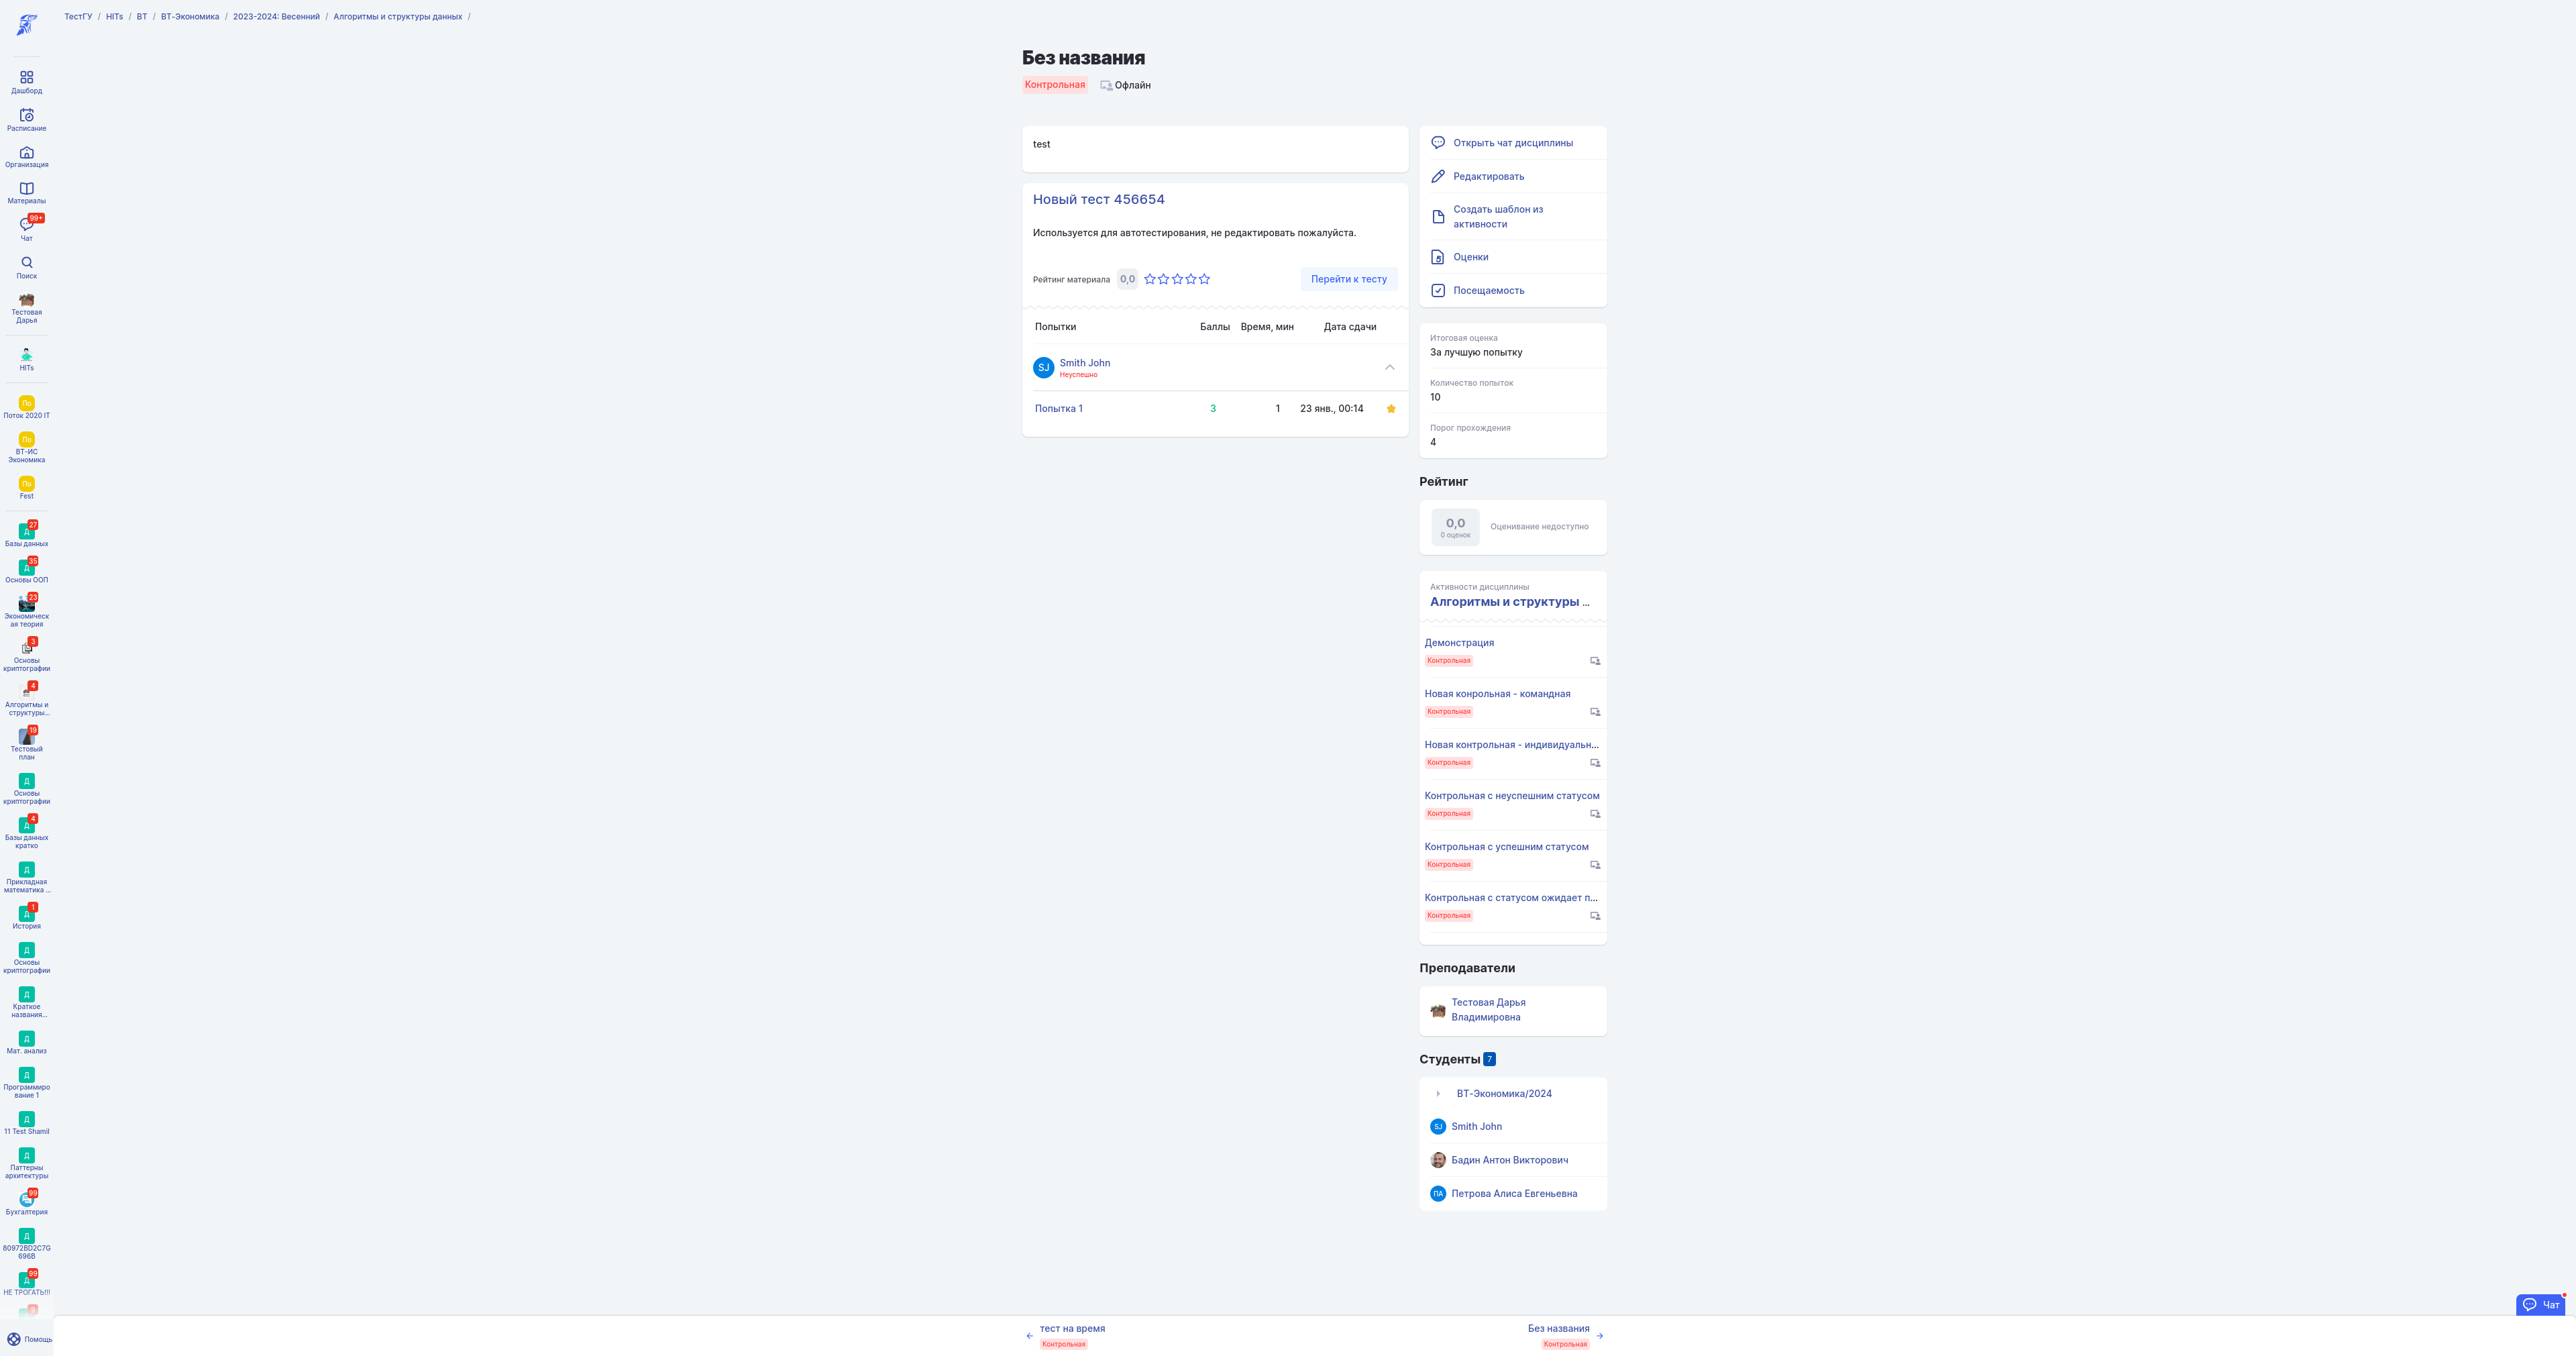 ТестГУ / HITs / ВТ / ВТ-Экономика / 2023-2024: Весенний / Алгоритмы и структуры данных /
Дашборд
Расписание
Организация
Материалы
99+
Чат
Поиск
Тестовая
Дарья
HITs
По
Поток 2020 IT
По
ВТ-ИС
Экономика
По
Fest
27
Д
Базы данных
35
Д
Основы ООП
23
Экономическ
ая теория
3
Основы
криптографии
4
Алгоритмы и
структуры...
19
Тестовый
план
Д
Основы
криптографии
4
Д
Базы данных
кратко
Д
Прикладная
математика ...
1
Д
История
Д
Основы
криптографии
Д
Краткое
названия...
Д
Мат. анализ
Д
Программиро
вание 1
Д
11 Test Shamil
Д
Паттерны
архитектуры
99
Бухгалтерия
Д
80972BD2C7G
696B
99
Д
НЕ ТРОГАТЬ!!!
Помощь
Без названия
Контрольная
Офлайн
test
Новый тест 456654
Используется для автотестирования, не редактировать пожалуйста.
Рейтинг материала 0,0
Перейти к тесту
Попытки Баллы Время, мин Дата сдачи
SJ
Smith John
Неуспешно
Попытка 1 3 1 23 янв., 00:14
Открыть чат дисциплины
Редактировать
Создать шаблон из
активности
Оценки
Посещаемость
Итоговая оценка
За лучшую попытку
Количество попыток
10
Порог прохождения
4
Рейтинг
0,0
0 оценок
Оценивание недоступно
Активности дисциплины
Алгоритмы и структуры ...
Демонстрация
Контрольная
Новая конрольная - командная
Контрольная
Новая контрольная - индивидуальн...
Контрольная
Контрольная с неуспешним статусом
Контрольная
Контрольная с успешним статусом
Контрольная
Контрольная с статусом ожидает п...
Контрольная
Преподаватели
Тестовая Дарья
Владимировна
Студенты 7
ВТ-Экономика/2024
SJ
Smith John
Бадин Антон Викторович
ПА
Петрова Алиса Евгеньевна
тест на время
Контрольная
Без названия
Контрольная
Чат